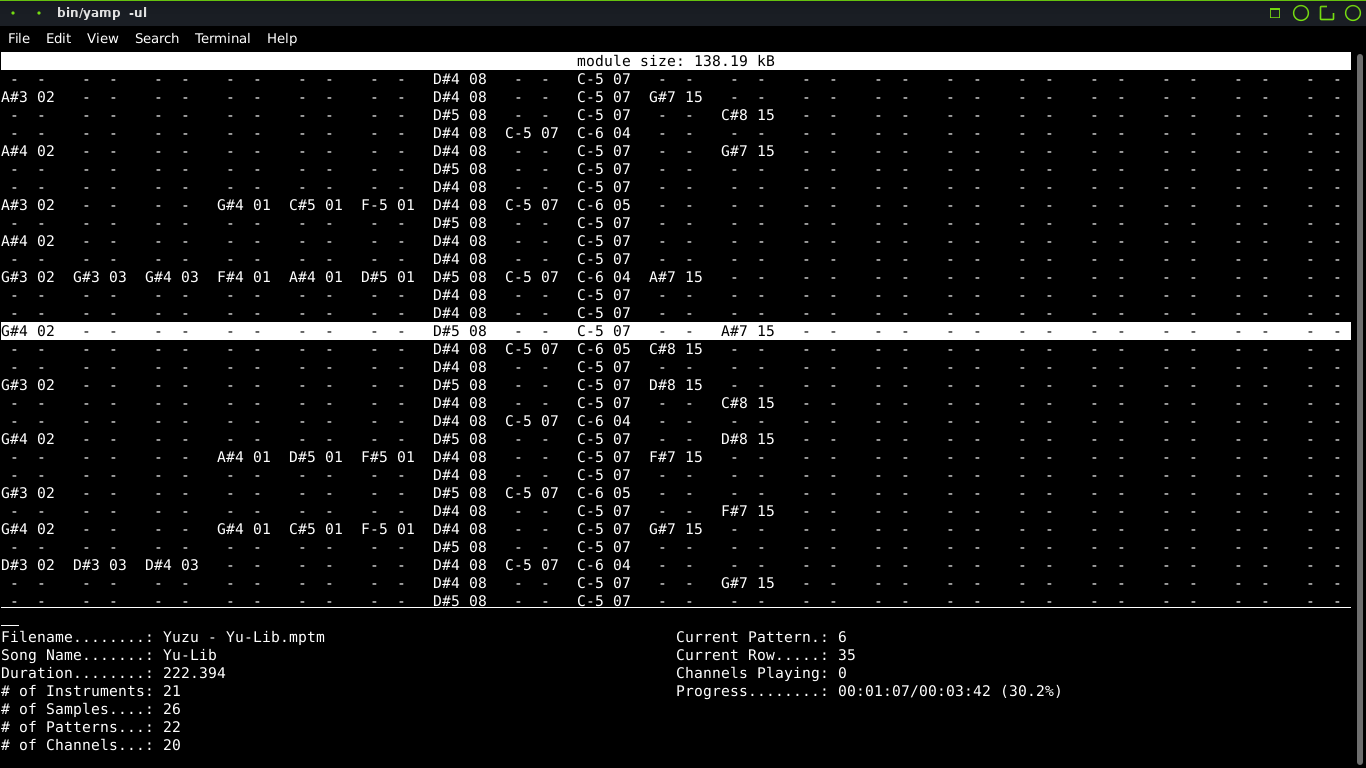 bin/yamp -ul
File Edit View Search Terminal Help
module size: 138.19 kB
- - - - - - - - - - - - D#4 08 - - C-5 07 - - - - - - - - - - - - - - - - - - - -
A#3 02 - - - - - - - - - - D#4 08 - - C-5 07 G#7 15 - - - - - - - - - - - - - - - - - -
- - - - - - - - - - - - D#5 08 - - C-5 07 - - C#8 15 - - - - - - - - - - - - - - - -
- - - - - - - - - - - - D#4 08 C-5 07 C-6 04 - - - - - - - - - - - - - - - - - - - -
A#4 02 - - - - - - - - - - D#4 08 - - C-5 07 - - G#7 15 - - - - - - - - - - - - - - - -
- - - - - - - - - - - - D#5 08 - - C-5 07 - - - - - - - - - - - - - - - - - - - -
- - - - - - - - - - - - D#4 08 - - C-5 07 - - - - - - - - - - - - - - - - - - - -
A#3 02 - - - - G#4 01 C#5 01 F-5 01 D#4 08 C-5 07 C-6 05 - - - - - - - - - - - - - - - - - - - -
- - - - - - - - - - - - D#5 08 - - C-5 07 - - - - - - - - - - - - - - - - - - - -
A#4 02 - - - - - - - - - - D#4 08 - - C-5 07 - - - - - - - - - - - - - - - - - - - -
- - - - - - - - - - - - D#4 08 - - C-5 07 - - - - - - - - - - - - - - - - - - - -
G#3 02 G#3 03 G#4 03 F#4 01 A#4 01 D#5 01 D#5 08 C-5 07 C-6 04 A#7 15 - - - - - - - - - - - - - - - - - -
- - - - - - - - - - - - D#4 08 - - C-5 07 - - - - - - - - - - - - - - - - - - - -
- - - - - - - - - - - - D#4 08 - - C-5 07 - - - - - - - - - - - - - - - - - - - -
G#4 02 - - - - - - - - - - D#5 08 - - C-5 07 - - A#7 15 - - - - - - - - - - - - - - - -
- - - - - - - - - - - - D#4 08 C-5 07 C-6 05 C#8 15 - - - - - - - - - - - - - - - - - -
- - - - - - - - - - - - D#4 08 - - C-5 07 - - - - - - - - - - - - - - - - - - - -
G#3 02 - - - - - - - - - - D#5 08 - - C-5 07 D#8 15 - - - - - - - - - - - - - - - - - -
- - - - - - - - - - - - D#4 08 - - C-5 07 - - C#8 15 - - - - - - - - - - - - - - - -
- - - - - - - - - - - - D#4 08 C-5 07 C-6 04 - - - - - - - - - - - - - - - - - - - -
G#4 02 - - - - - - - - - - D#5 08 - - C-5 07 - - D#8 15 - - - - - - - - - - - - - - - -
- - - - - - A#4 01 D#5 01 F#5 01 D#4 08 - - C-5 07 F#7 15 - - - - - - - - - - - - - - - - - -
- - - - - - - - - - - - D#4 08 - - C-5 07 - - - - - - - - - - - - - - - - - - - -
G#3 02 - - - - - - - - - - D#5 08 C-5 07 C-6 05 - - - - - - - - - - - - - - - - - - - -
- - - - - - - - - - - - D#4 08 - - C-5 07 - - F#7 15 - - - - - - - - - - - - - - - -
G#4 02 - - - - G#4 01 C#5 01 F-5 01 D#4 08 - - C-5 07 G#7 15 - - - - - - - - - - - - - - - - - -
- - - - - - - - - - - - D#5 08 - - C-5 07 - - - - - - - - - - - - - - - - - - - -
D#3 02 D#3 03 D#4 03 - - - - - - D#4 08 C-5 07 C-6 04 - - - - - - - - - - - - - - - - - - - -
- - - - - - - - - - - - D#4 08 - - C-5 07 - - G#7 15 - - - - - - - - - - - - - - - -
- - - - - - - - - - - - D#5 08 - - C-5 07 - - - - - - - - - - - - - - - - - - - -
Filename........: Yuzu - Yu-Lib.mptm
Song Name.......: Yu-Lib
Duration........: 222.394
# of Instruments: 21
# of Samples....: 26
# of Patterns...: 22
# of Channels...: 20
Current Pattern.: 6
Current Row.....: 35
Channels Playing: 0
Progress........: 00:01:07/00:03:42 (30.2%)